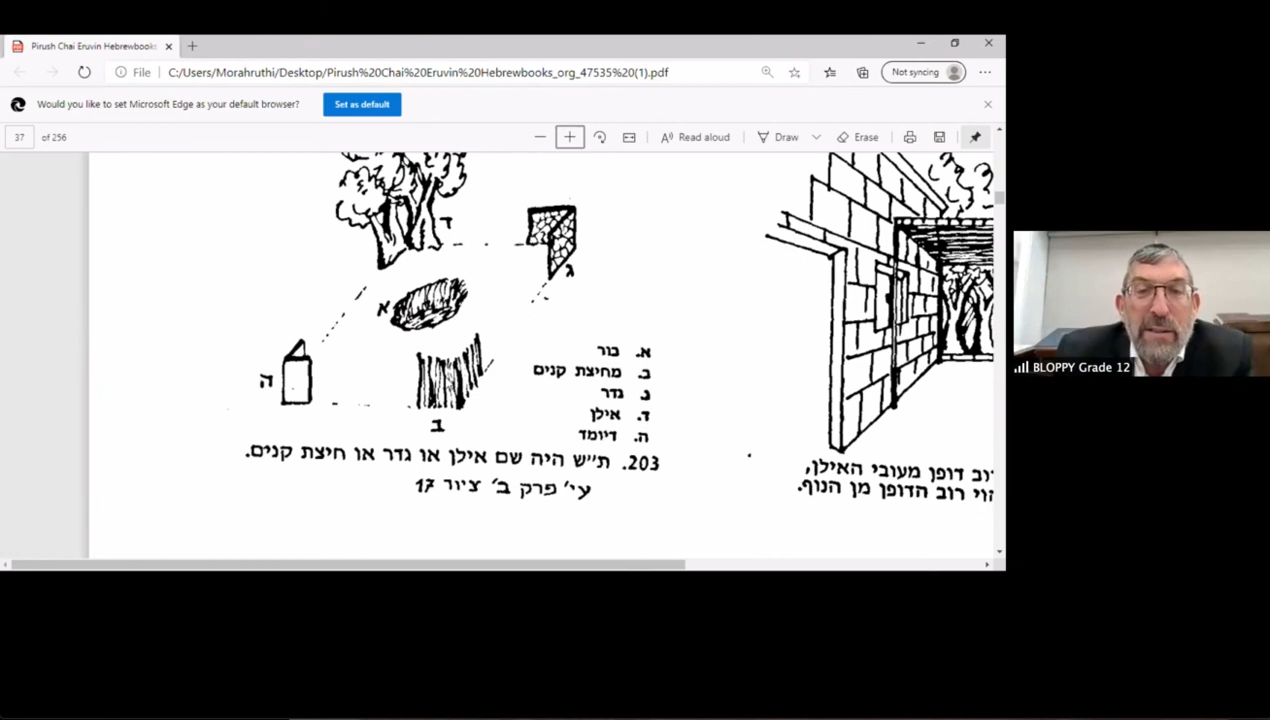 Pirush Chai Eruvin Hebrewbooks
File
C:/Users/Morahruthi/Desktop/Pirush%20Chai%20Eruvin%20Hebrewbooks_org_47535%20(1).pdf
Not syncing
Would you like to set Microsoft Edge as your default browser?
Set as default
37 of 256
Read aloud
Draw
Erase
ד
ג
א
ה
ב
א. בור
ב. מחיצת קנים
ג. גדר
ד. אילן
ה. דיומד
203. ת״ש היה שם אילן או גדר או חיצת קנים.
עי׳ פרק ב׳ ציור 17
רוב דופן מעובי האילן,
הוי רוב הדופן מן הנוף.
BLOPPY Grade 12